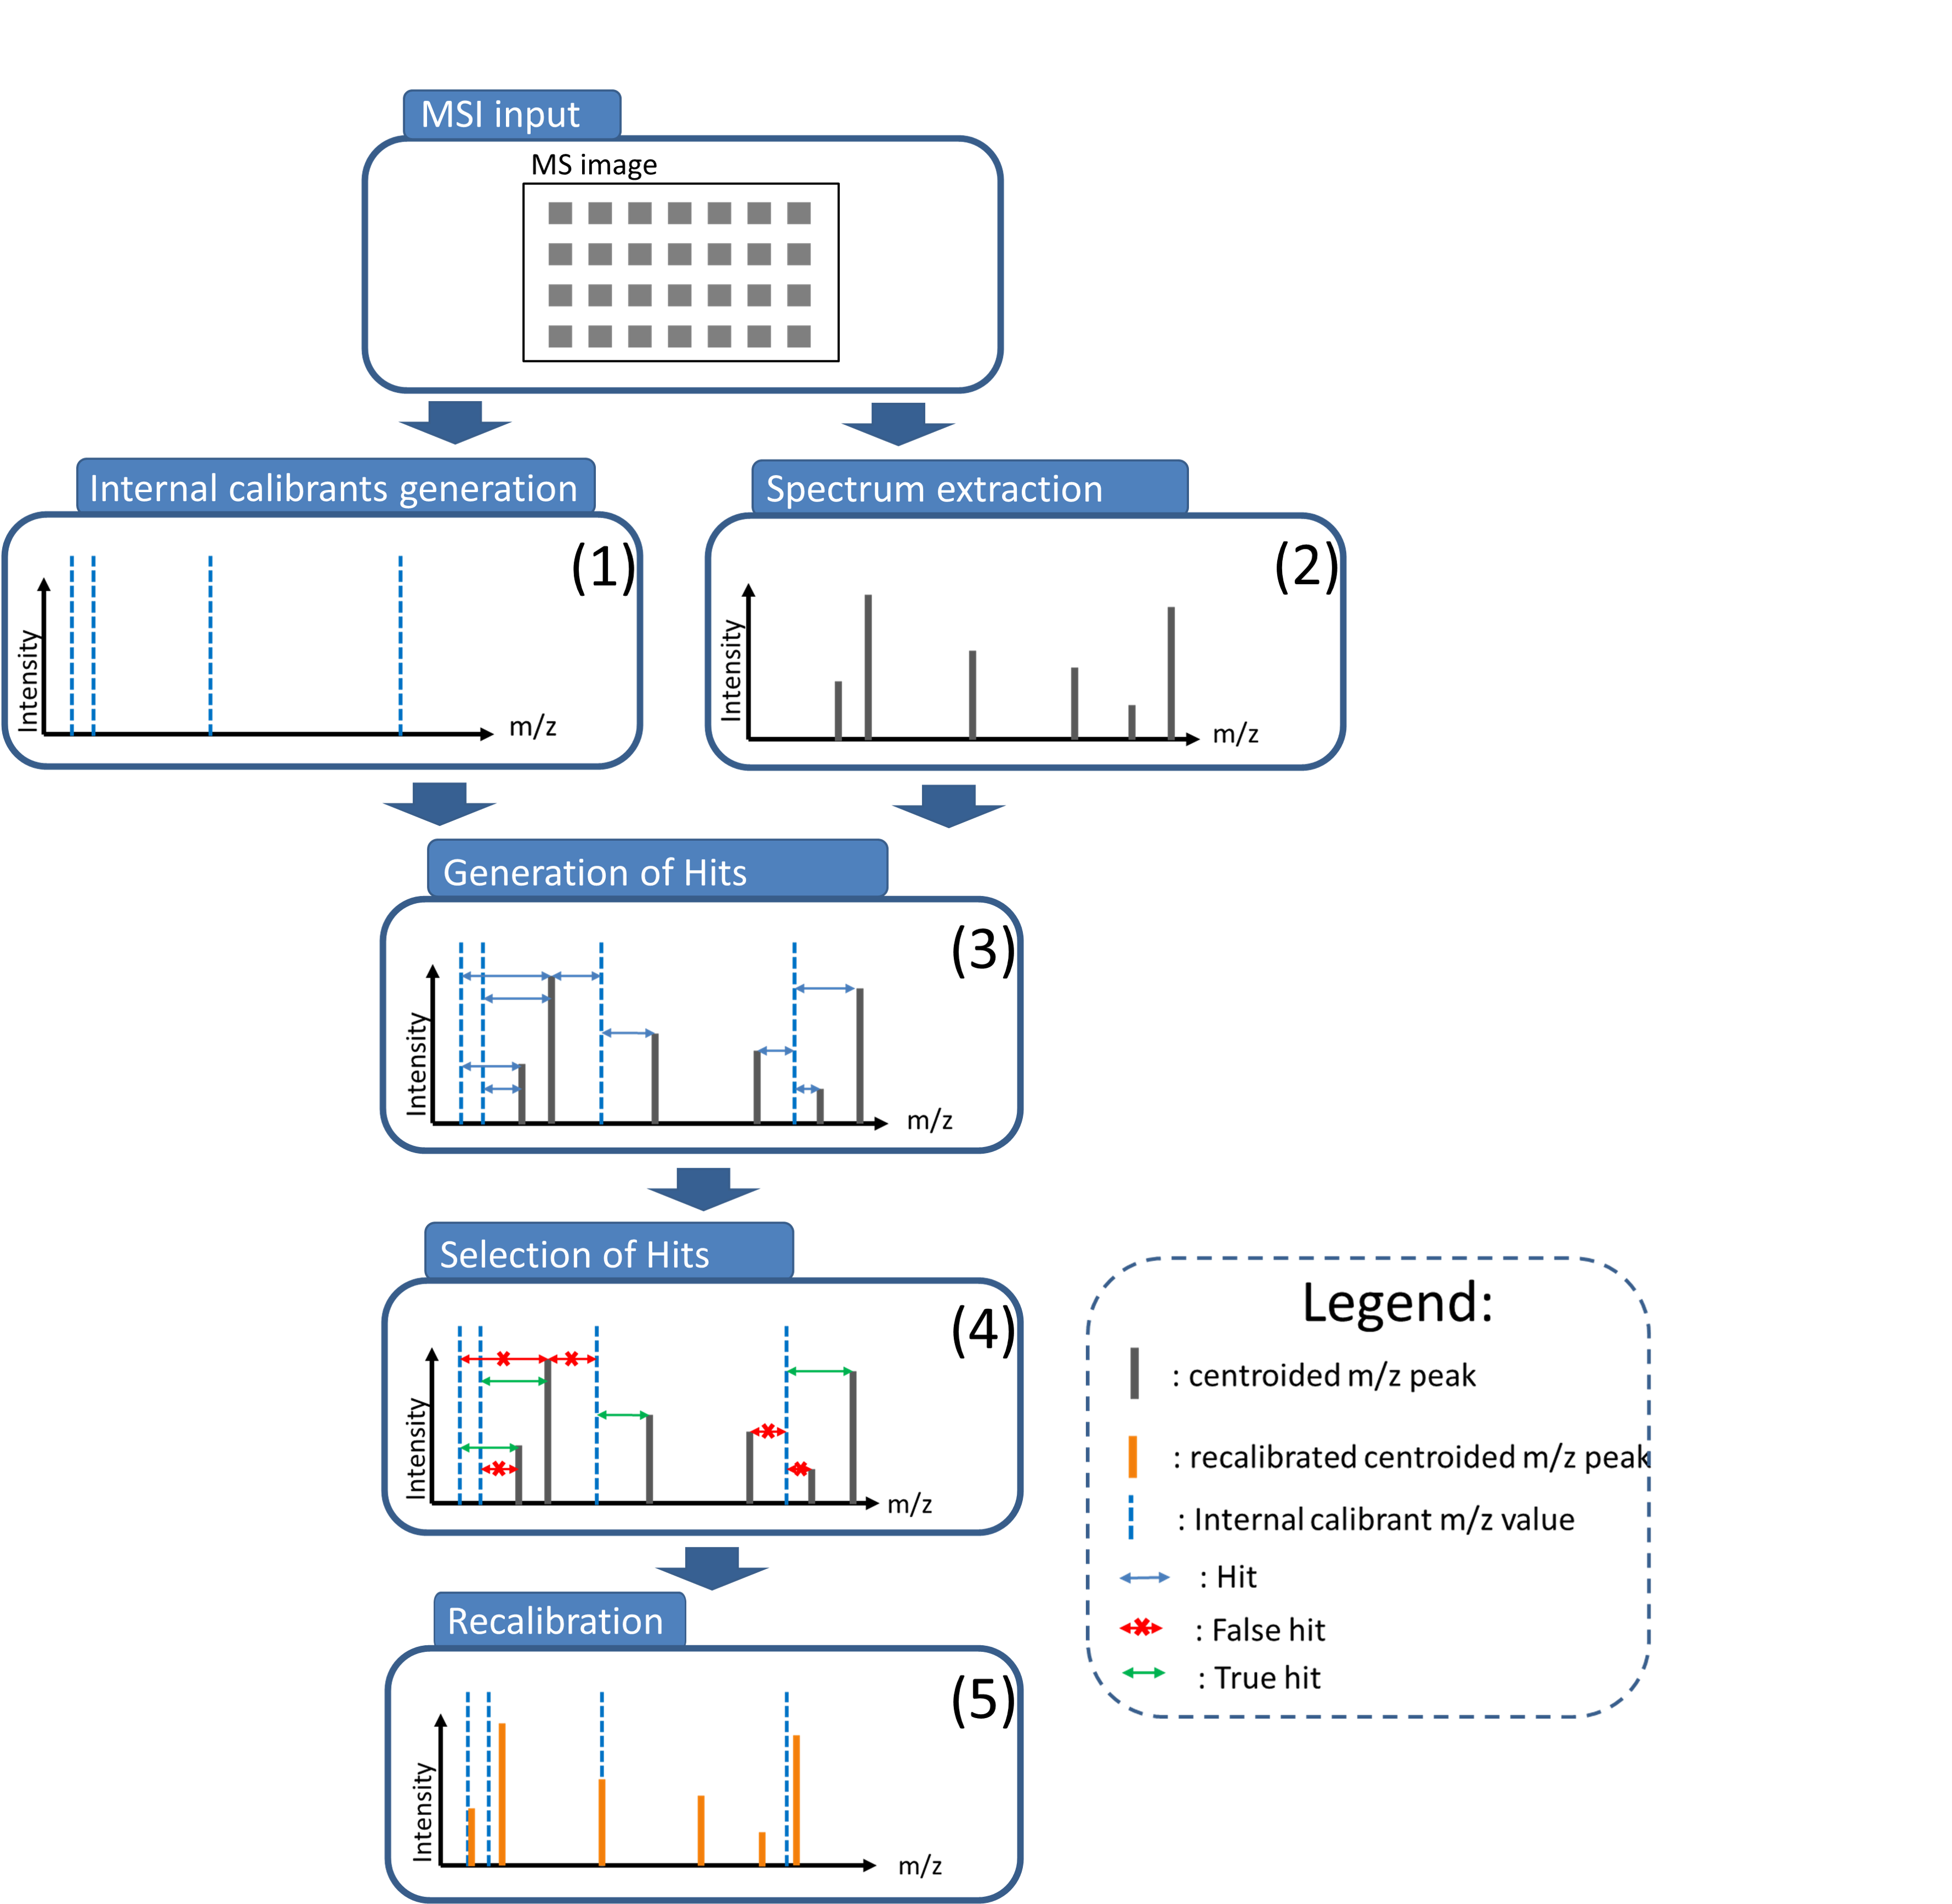 MSI input
MS image
Internal calibrants generation
(1)
Intensity
m/z
Spectrum extraction
(2)
Intensity
m/z
Generation of Hits
(3)
Intensity
m/z
Selection of Hits
(4)
Intensity
m/z
Recalibration
(5)
Intensity
m/z
Legend:
: centroided m/z peak
: recalibrated centroided m/z peak
: Internal calibrant m/z value
: Hit
: False hit
: True hit